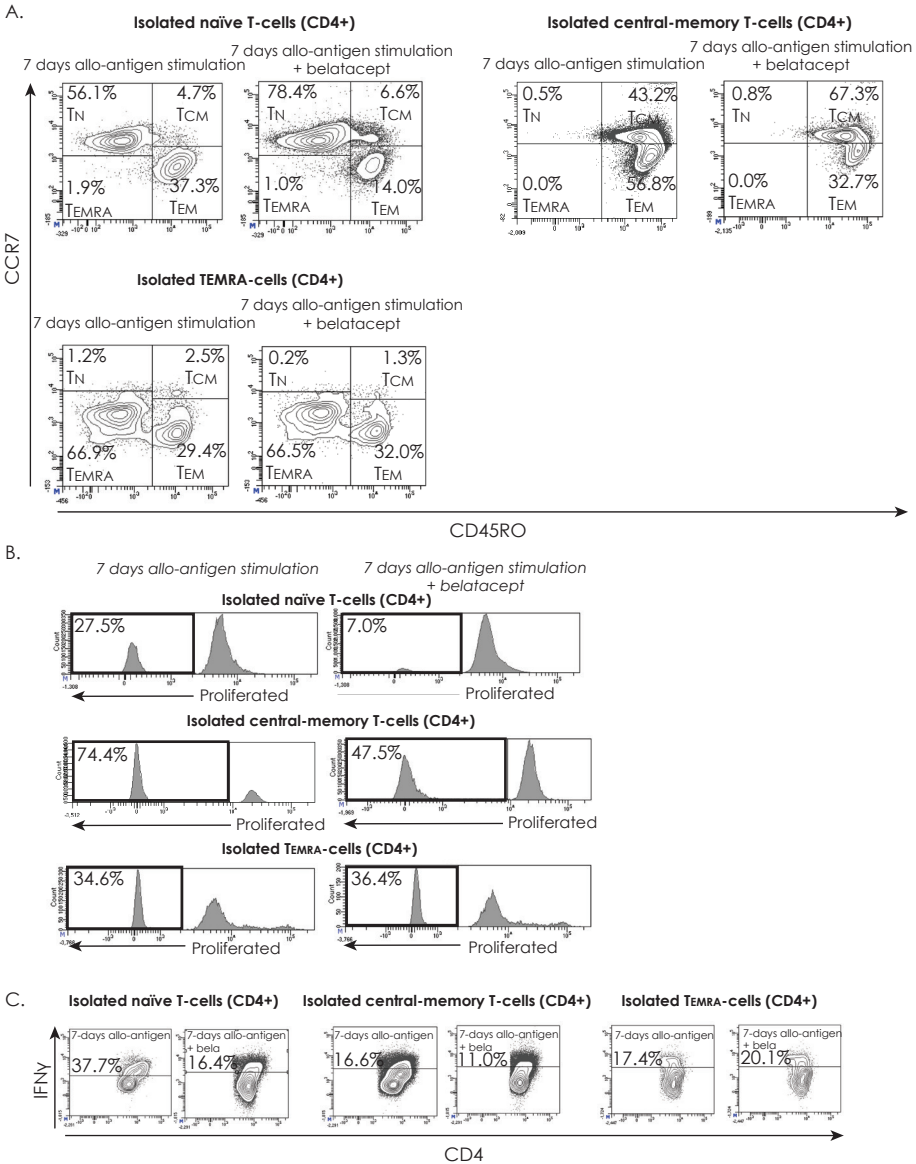 A.
Isolated naïve T-cells (CD4+)
Isolated central-memory T-cells (CD4+)
7 days allo-antigen stimulation
7 days allo-antigen stimulation
+ belatacept
7 days allo-antigen stimulation
7 days allo-antigen stimulation
+ belatacept
56.1% 4.7%
TN TCM
1.9% 37.3%
TEMRA TEM
78.4% 6.6%
TN TCM
1.0% 14.0%
TEMRA TEM
0.5% 43.2%
TN TCM
0.0% 56.8%
TEMRA TEM
0.8% 67.3%
TN TCM
0.0% 32.7%
TEMRA TEM
CCR7
Isolated TEMRA-cells (CD4+)
7 days allo-antigen stimulation
7 days allo-antigen stimulation
+ belatacept
1.2% 2.5%
TN TCM
66.9% 29.4%
TEMRA TEM
0.2% 1.3%
TN TCM
66.5% 32.0%
TEMRA TEM
CD45RO
B.
7 days allo-antigen stimulation
7 days allo-antigen stimulation
+ belatacept
Isolated naïve T-cells (CD4+)
27.5%
Count
Proliferated
7.0%
Count
Proliferated
Isolated central-memory T-cells (CD4+)
74.4%
Count
Proliferated
47.5%
Count
Proliferated
Isolated TEMRA-cells (CD4+)
34.6%
Count
Proliferated
36.4%
Count
Proliferated
C.
Isolated naïve T-cells (CD4+)
Isolated central-memory T-cells (CD4+)
Isolated TEMRA-cells (CD4+)
7-days allo-antigen
37.7%
7-days allo-antigen
+ bela
16.4%
7-days allo-antigen
16.6%
7-days allo-antigen
+ bela
11.0%
7-days allo-antigen
17.4%
7-days allo-antigen
+ bela
20.1%
IFNγ
CD4